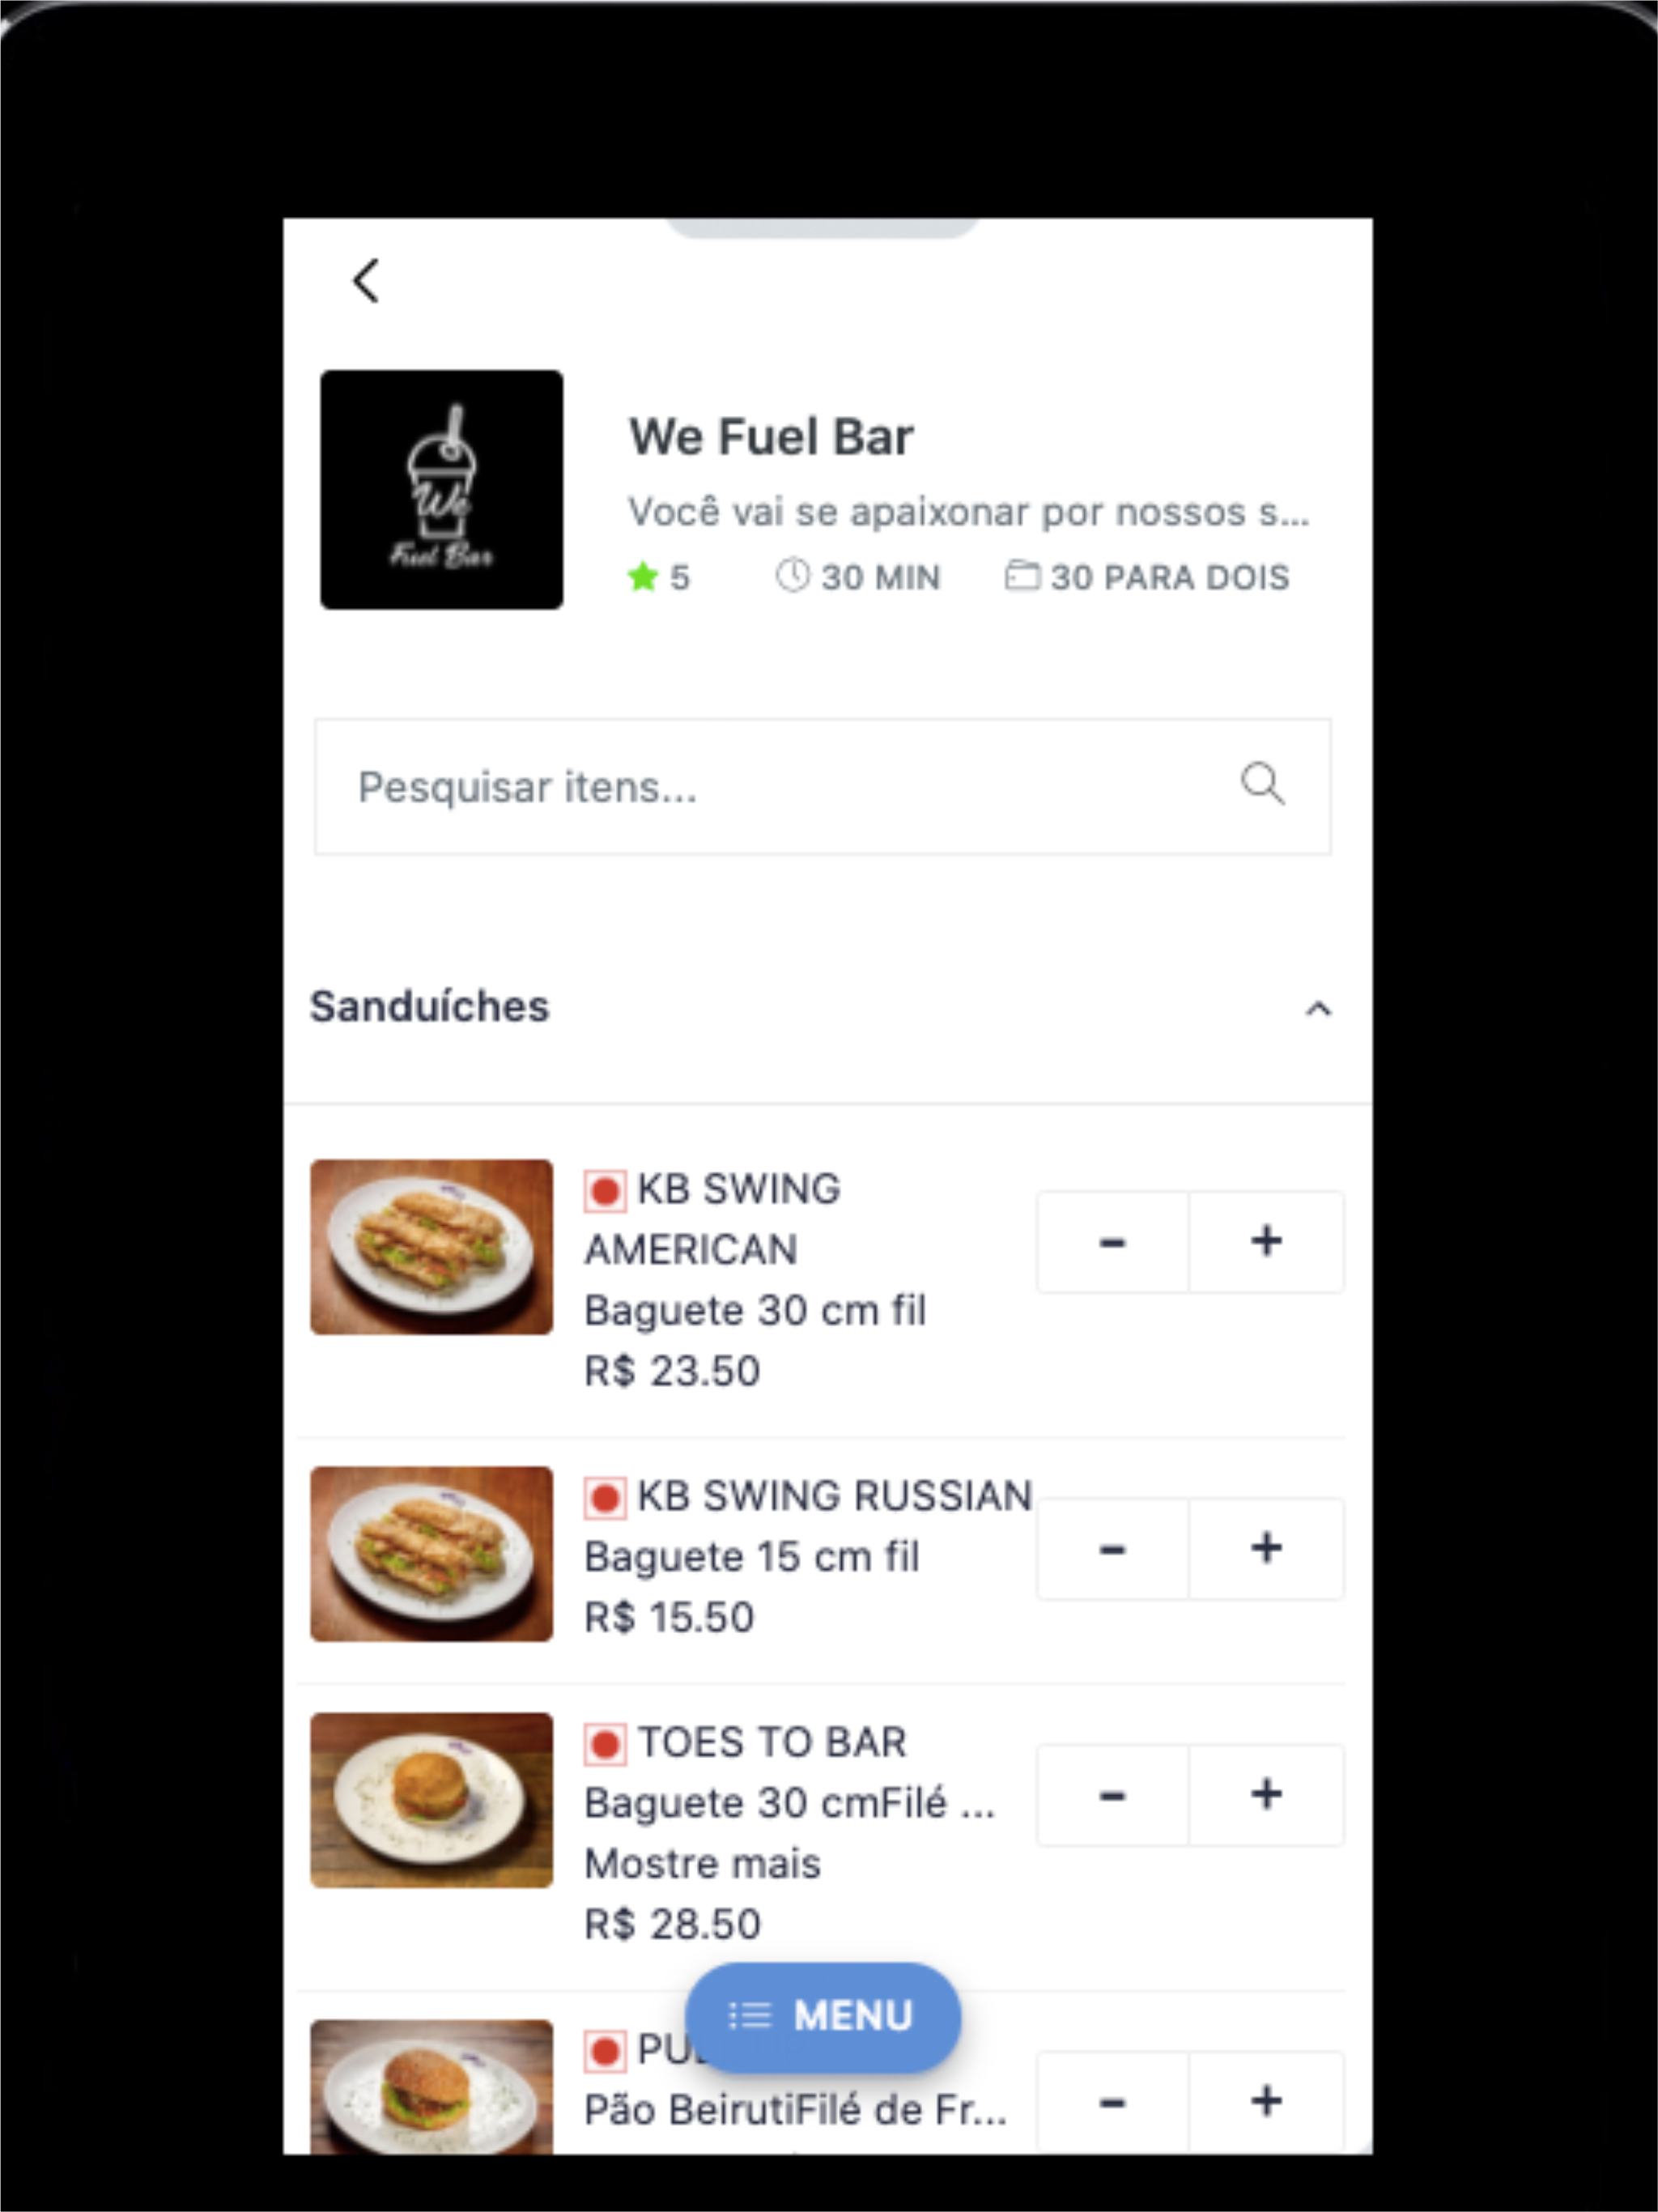 We
Fuel Bar
We Fuel Bar
Você vai se apaixonar por nossos s...
5 30 MIN 30 PARA DOIS
Pesquisar itens...
Sanduíches
KB SWING
AMERICAN
Baguete 30 cm fil
R$ 23.50
- +
KB SWING RUSSIAN
Baguete 15 cm fil
R$ 15.50
- +
TOES TO BAR
Baguete 30 cmFilé ...
Mostre mais
R$ 28.50
- +
MENU
Pão BeirutiFilé de Fr...
- +